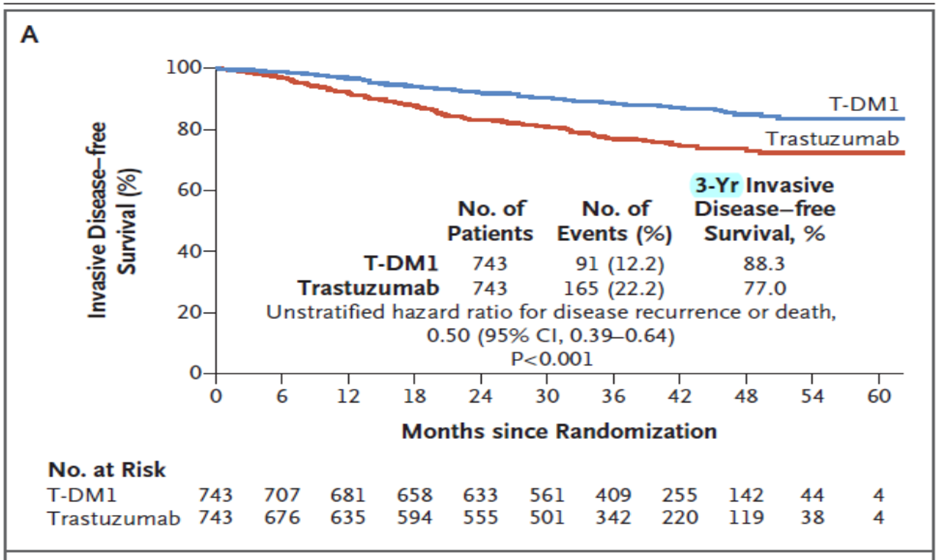 A
100
80
60
40
20
0
Invasive Disease–free
Survival (%)
T-DM1
Trastuzumab
3-Yr Invasive
No. of No. of Disease–free
Patients Events (%) Survival, %
T-DM1 743 91 (12.2) 88.3
Trastuzumab 743 165 (22.2) 77.0
Unstratified hazard ratio for disease recurrence or death,
0.50 (95% CI, 0.39–0.64)
P<0.001
0 6 12 18 24 30 36 42 48 54 60
Months since Randomization
No. at Risk
T-DM1 743 707 681 658 633 561 409 255 142 44 4
Trastuzumab 743 676 635 594 555 501 342 220 119 38 4